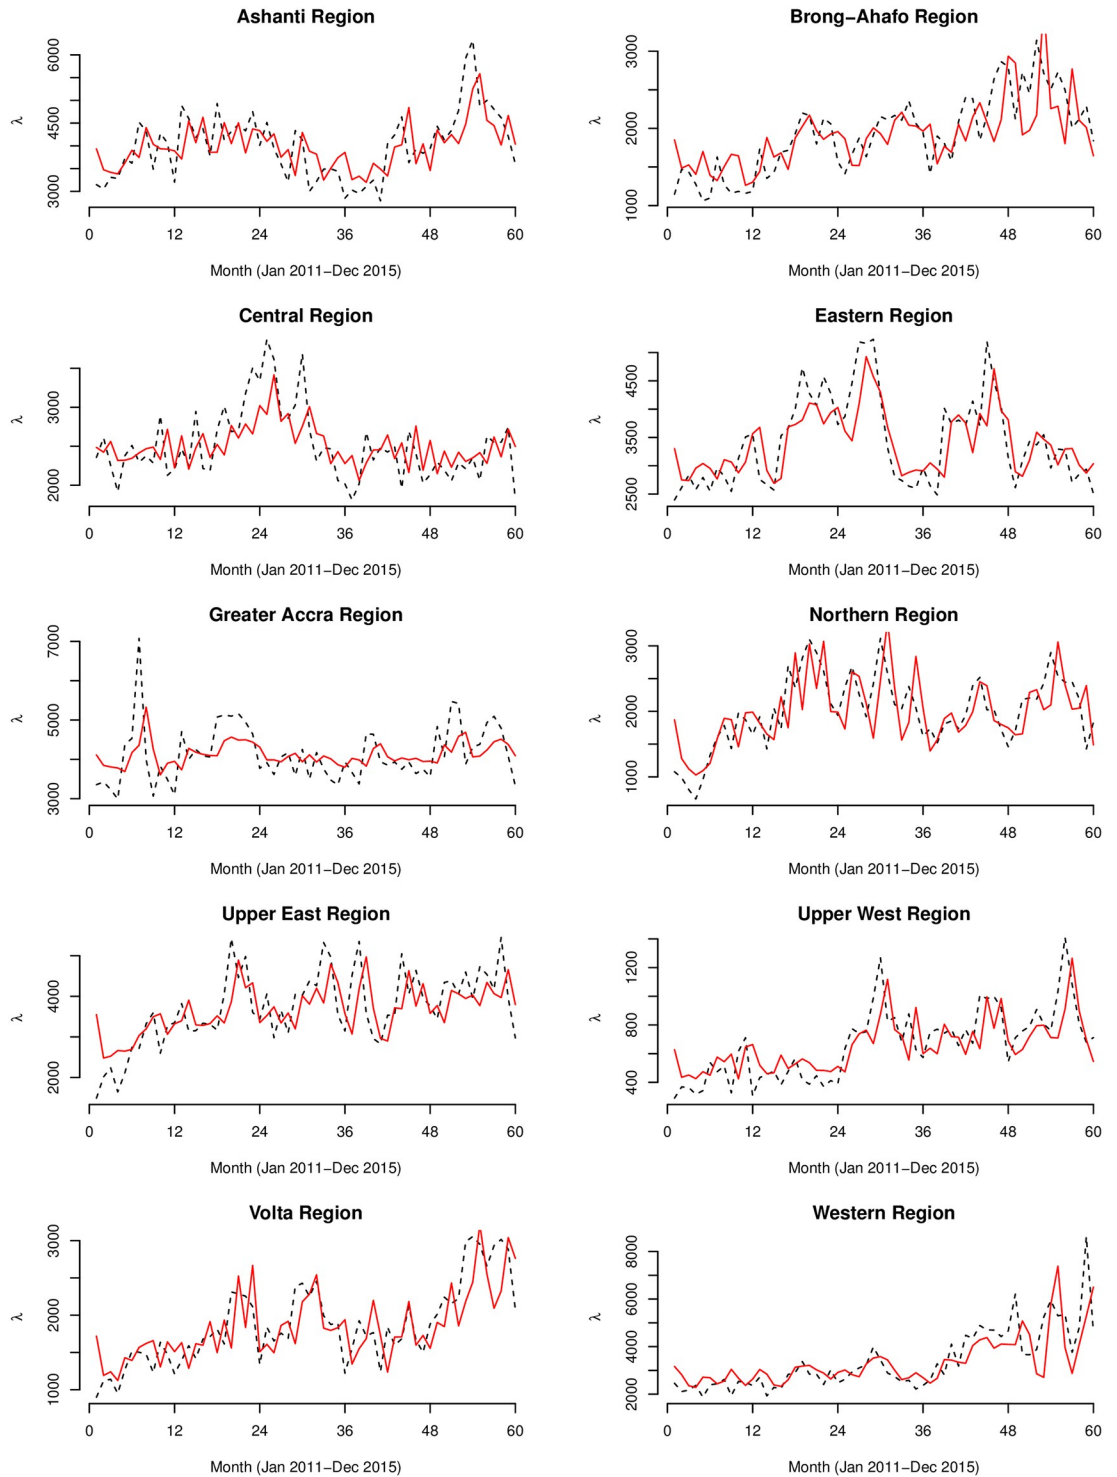 Ashanti Region
λ
6000
4500
3000
0 12 24 36 48 60
Month (Jan 2011−Dec 2015)
Brong−Ahafo Region
λ
3000
2000
1000
0 12 24 36 48 60
Month (Jan 2011−Dec 2015)
Central Region
λ
3000
2000
0 12 24 36 48 60
Month (Jan 2011−Dec 2015)
Eastern Region
λ
4500
3500
2500
0 12 24 36 48 60
Month (Jan 2011−Dec 2015)
Greater Accra Region
λ
7000
5000
3000
0 12 24 36 48 60
Month (Jan 2011−Dec 2015)
Northern Region
λ
3000
2000
1000
0 12 24 36 48 60
Month (Jan 2011−Dec 2015)
Upper East Region
λ
4000
2000
0 12 24 36 48 60
Month (Jan 2011−Dec 2015)
Upper West Region
λ
1200
800
400
0 12 24 36 48 60
Month (Jan 2011−Dec 2015)
Volta Region
λ
3000
2000
1000
0 12 24 36 48 60
Month (Jan 2011−Dec 2015)
Western Region
λ
8000
6000
4000
2000
0 12 24 36 48 60
Month (Jan 2011−Dec 2015)